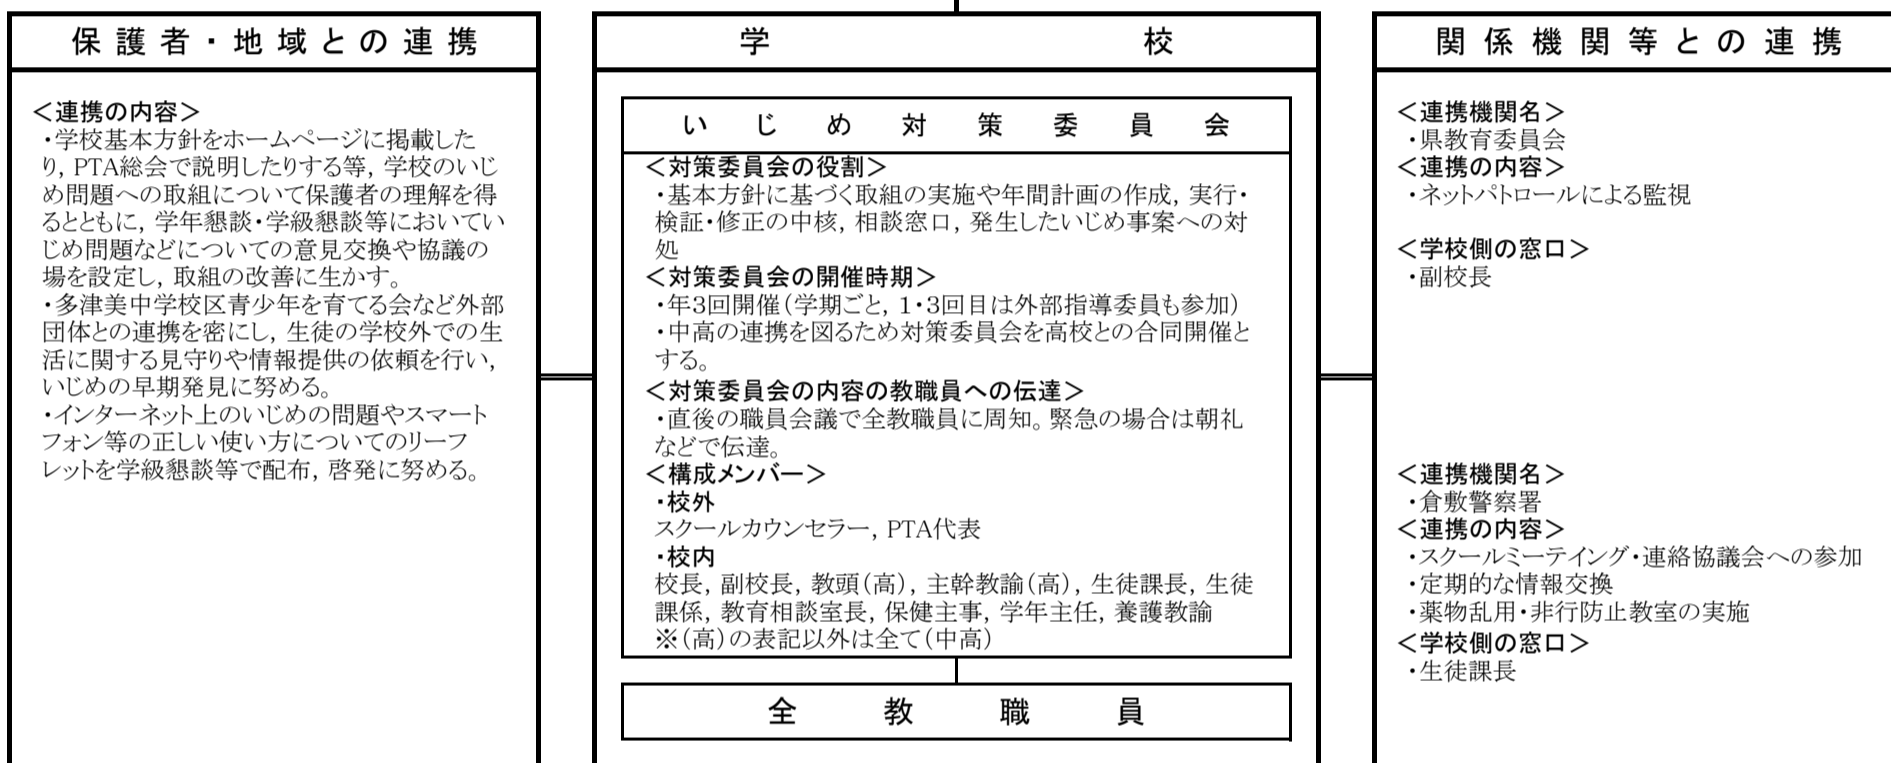 保護者・地域との連携
＜連携の内容＞
・学校基本方針をホームページに掲載した
り，PTA総会で説明したりする等，学校のいじ
め問題への取組について保護者の理解を得
るとともに，学年懇談・学級懇談等においてい
じめ問題などについての意見交換や協議の
場を設定し，取組の改善に生かす。
・多津美中学校区青少年を育てる会など外部
団体との連携を密にし，生徒の学校外での生
活に関する見守りや情報提供の依頼を行い，
いじめの早期発見に努める。
・インターネット上のいじめの問題やスマート
フォン等の正しい使い方についてのリーフ
レットを学級懇談等で配布，啓発に努める。
学校
いじめ対策委員会
＜対策委員会の役割＞
・基本方針に基づく取組の実施や年間計画の作成，実行・
検証・修正の中核，相談窓口，発生したいじめ事案への対
処
＜対策委員会の開催時期＞
・年３回開催（学期ごと，１・３回目は外部指導委員も参加）
・中高の連携を図るため対策委員会を高校との合同開催と
する。
＜対策委員会の内容の教職員への伝達＞
・直後の職員会議で全教職員に周知。緊急の場合は朝礼
などで伝達。
＜構成メンバー＞
・校外
スクールカウンセラー，PTA代表
・校内
校長，副校長，教頭（高），主幹教諭（高），生徒課長，生徒
課係，教育相談室長，保健主事，学年主任，養護教諭
※（高）の表記以外は全て（中高）
全教職員
関係機関等との連携
＜連携機関名＞
・県教育委員会
＜連携の内容＞
・ネットパトロールによる監視
＜学校側の窓口＞
・副校長
＜連携機関名＞
・倉敷警察署
＜連携の内容＞
・スクールミーテイング・連絡協議会への参加
・定期的な情報交換
・薬物乱用・非行防止教室の実施
＜学校側の窓口＞
・生徒課長